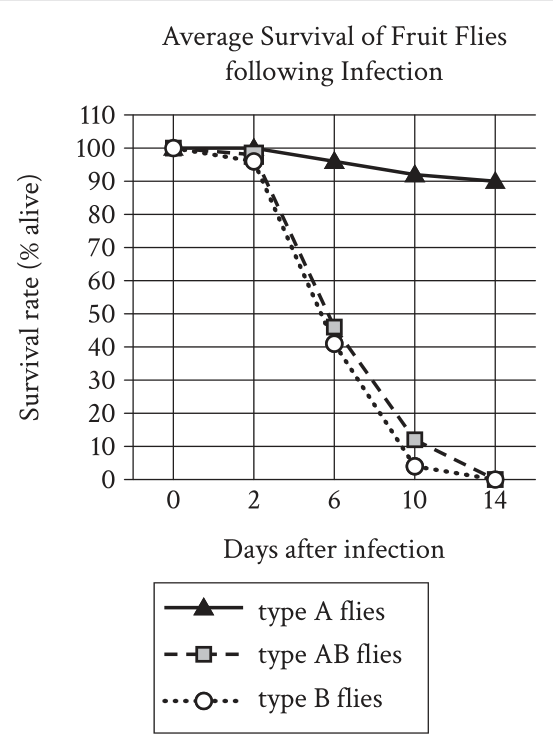 Average Survival of Fruit Flies
following Infection
Survival rate (% alive)
110
100
90
80
70
60
50
40
30
20
10
0
0 2 6 10 14
Days after infection
type A flies
type AB flies
type B flies